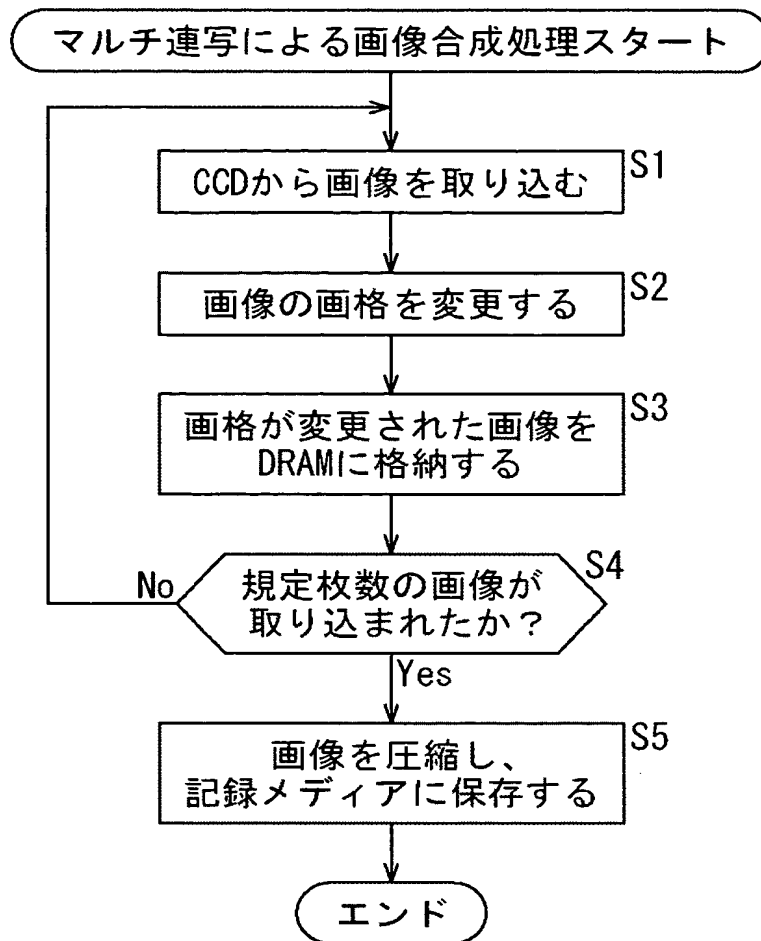 マルチ連写による画像合成処理スタート
CCDから画像を取り込む
S1
画像の画格を変更する
S2
画格が変更された画像を
DRAMに格納する
S3
規定枚数の画像が
取り込まれたか？
S4
No
Yes
画像を圧縮し、
記録メディアに保存する
S5
エンド